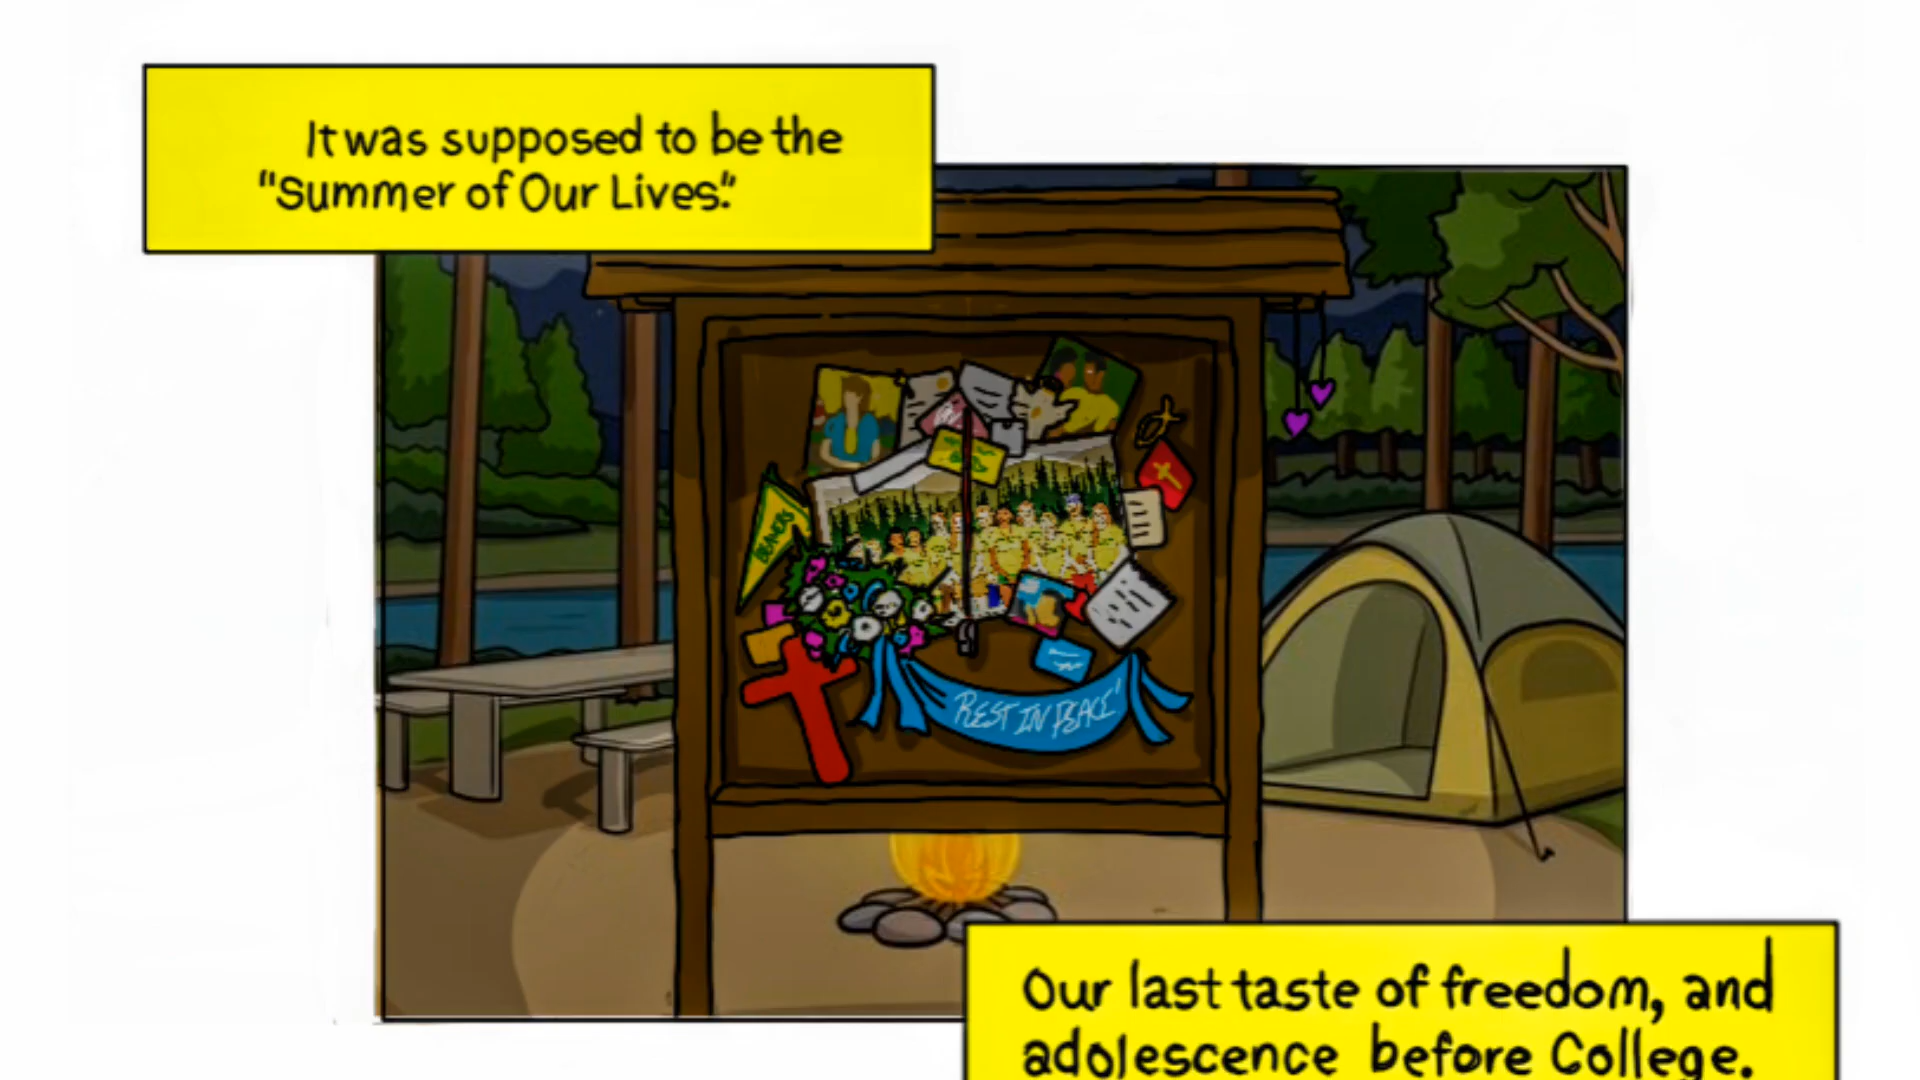 It was supposed to be the
"Summer of Our Lives."
BEAVERS
REST IN PEACE
Our last taste of freedom, and
adolescence before College.